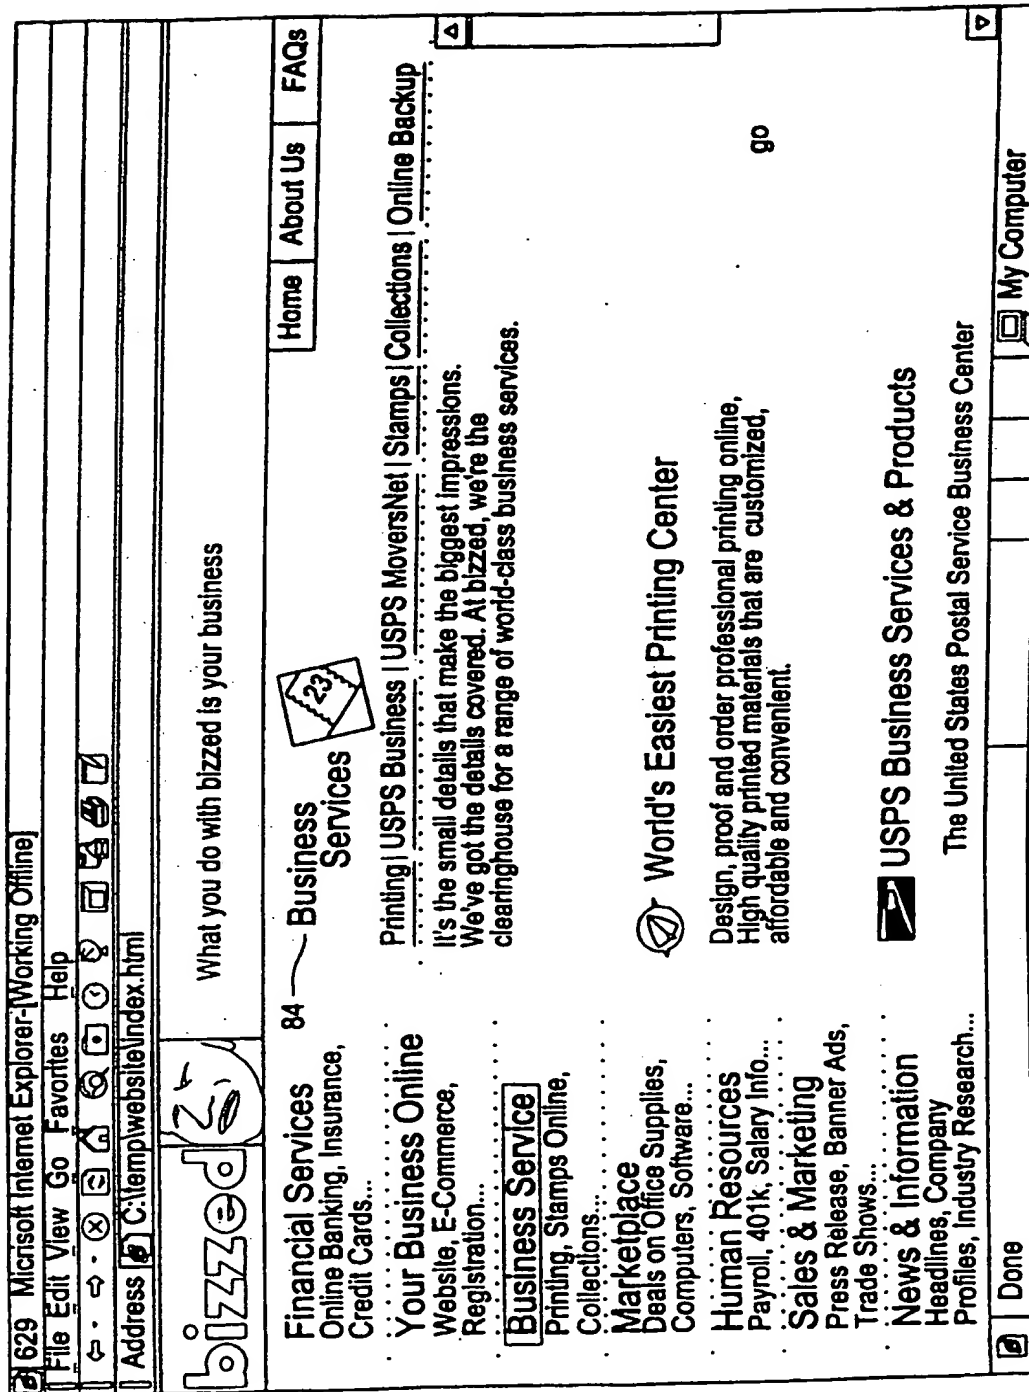 629 Micrisoft Internet Explorer-[Working Offline]
File Edit View Go Favorites Help
Address C:\temp\website\index.html
bizzed
What you do with bizzed is your business
Home | About Us | FAQs
Financial Services
Online Banking, Insurance,
Credit Cards...
Your Business Online
Website, E-Commerce,
Registration...
Business Service
Printing, Stamps Online,
Collections...
Marketplace
Deals on Office Supplies,
Computers, Software...
Human Resources
Payroll, 401k, Salary Info...
Sales & Marketing
Press Release, Banner Ads,
Trade Shows...
News & Information
Headlines, Company
Profiles, Industry Research...
84
Business
Services
23
Printing | USPS Business | USPS MoversNet | Stamps | Collections | Online Backup
It's the small details that make the biggest impressions.
We've got the details covered. At bizzed, we're the
clearinghouse for a range of world-class business services.
World's Easiest Printing Center
Design, proof and order professional printing online,
High quality printed materials that are customized,
affordable and convenient.
go
USPS Business Services & Products
The United States Postal Service Business Center
Done
My Computer